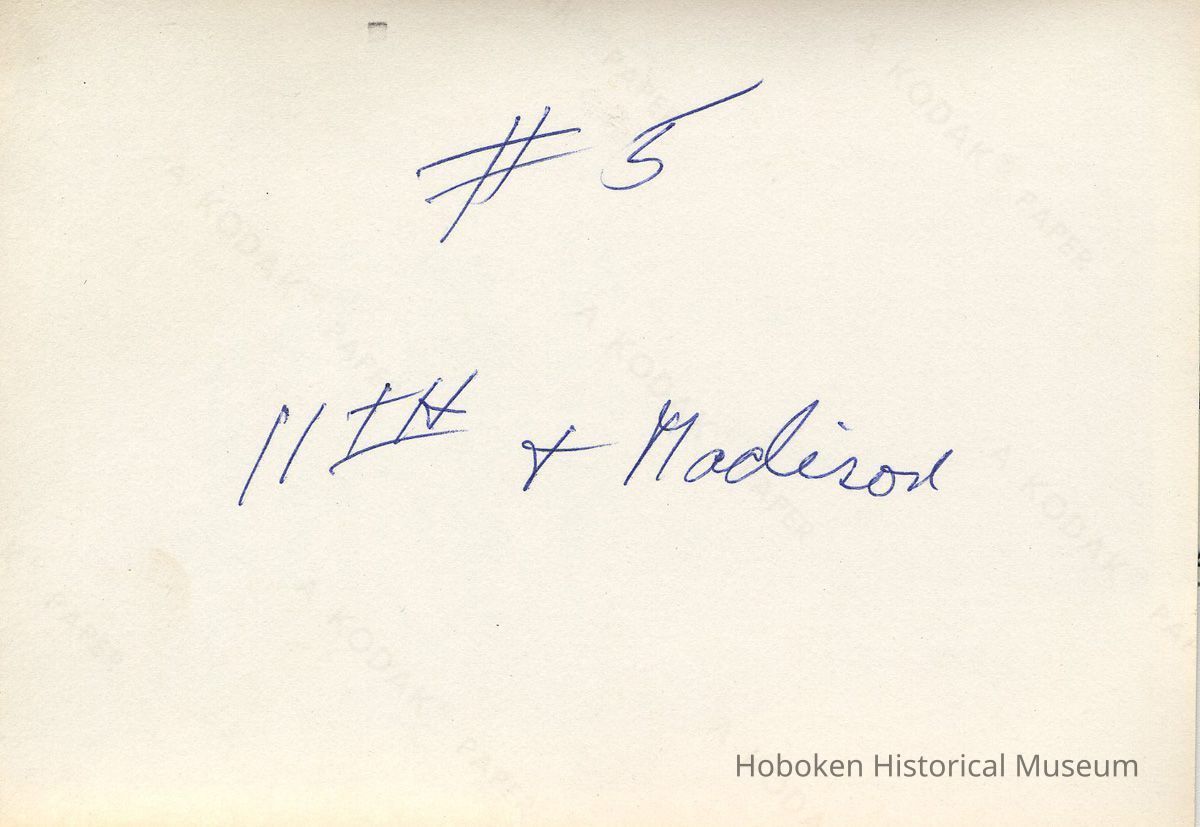 # 5
11TH & Madison
A KODAK PAPER
Hoboken Historical Museum